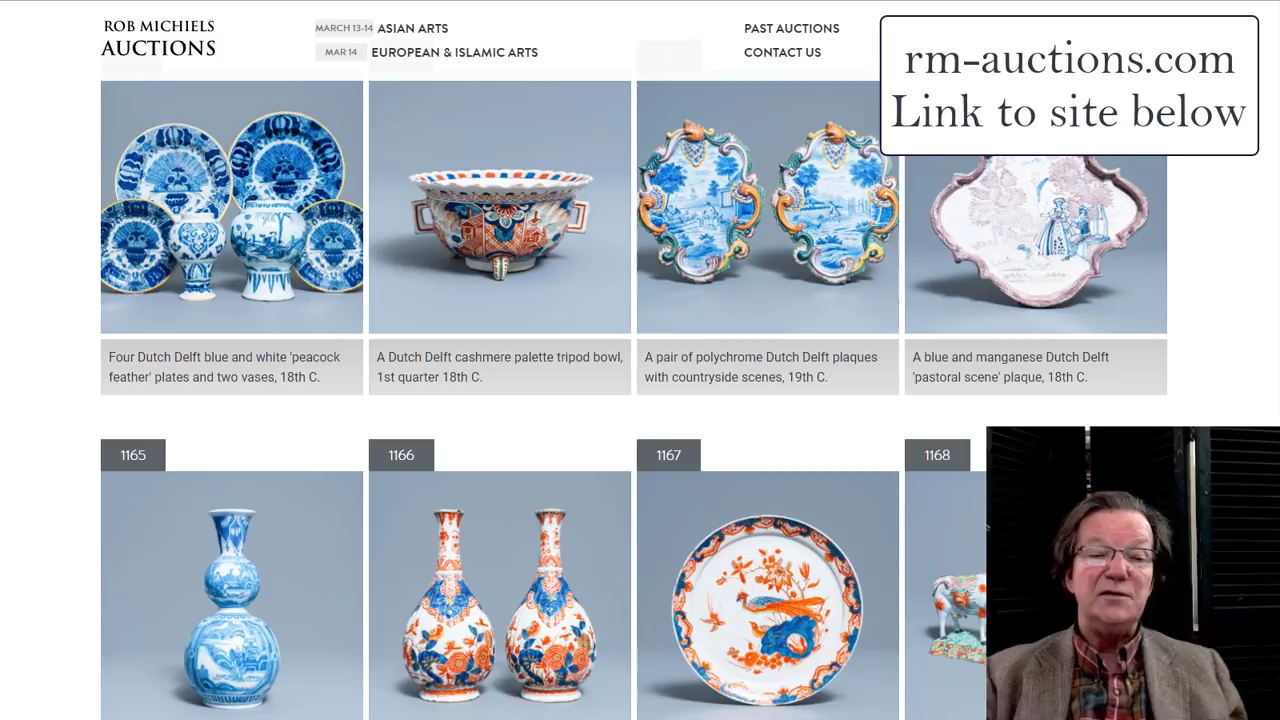 ROB MICHIELS
AUCTIONS
MARCH 13-14 ASIAN ARTS
MAR 14 EUROPEAN & ISLAMIC ARTS
PAST AUCTIONS
CONTACT US
rm-auctions.com
Link to site below
Four Dutch Delft blue and white 'peacock
feather' plates and two vases, 18th C.
A Dutch Delft cashmere palette tripod bowl,
1st quarter 18th C.
A pair of polychrome Dutch Delft plaques
with countryside scenes, 19th C.
A blue and manganese Dutch Delft
'pastoral scene' plaque, 18th C.
1165
1166
1167
1168